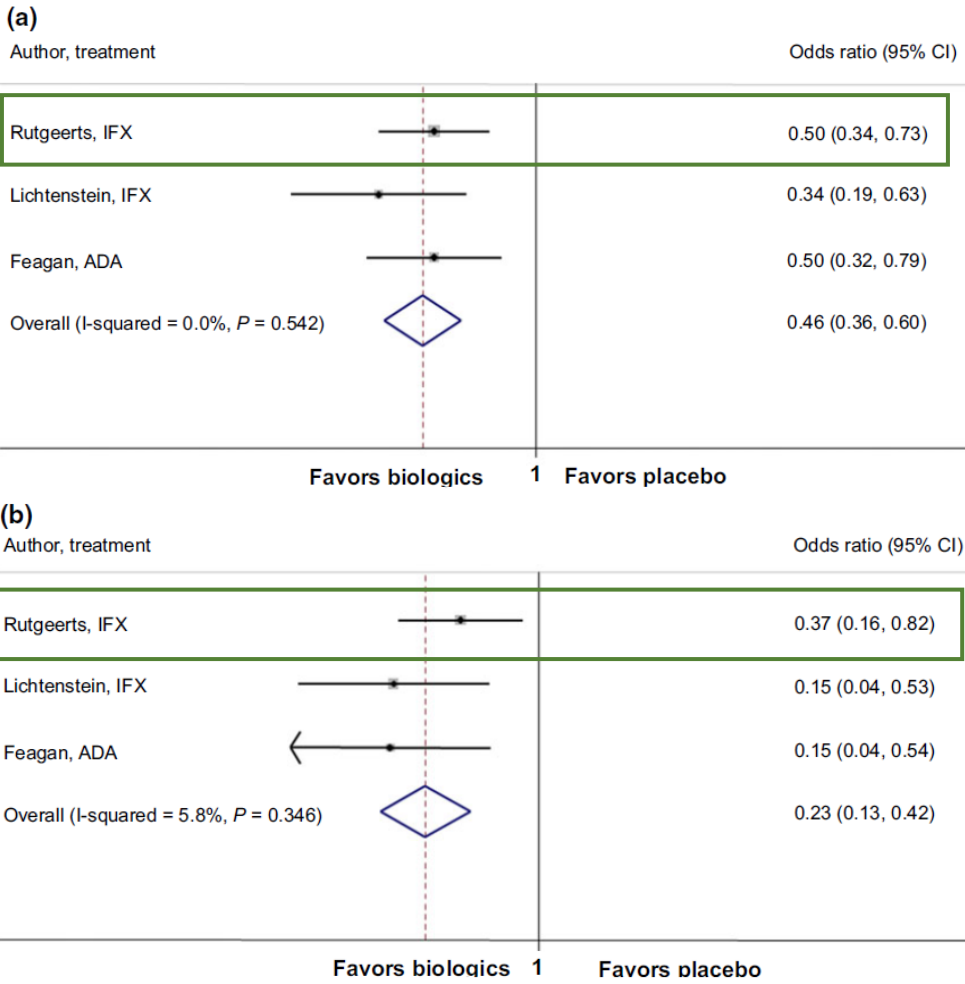 (a)
Author, treatment Odds ratio (95% CI)
Rutgeerts, IFX 0.50 (0.34, 0.73)
Lichtenstein, IFX 0.34 (0.19, 0.63)
Feagan, ADA 0.50 (0.32, 0.79)
Overall (I-squared = 0.0%, P = 0.542) 0.46 (0.36, 0.60)
Favors biologics 1 Favors placebo
(b)
Author, treatment Odds ratio (95% CI)
Rutgeerts, IFX 0.37 (0.16, 0.82)
Lichtenstein, IFX 0.15 (0.04, 0.53)
Feagan, ADA 0.15 (0.04, 0.54)
Overall (I-squared = 5.8%, P = 0.346) 0.23 (0.13, 0.42)
Favors biologics 1 Favors placebo